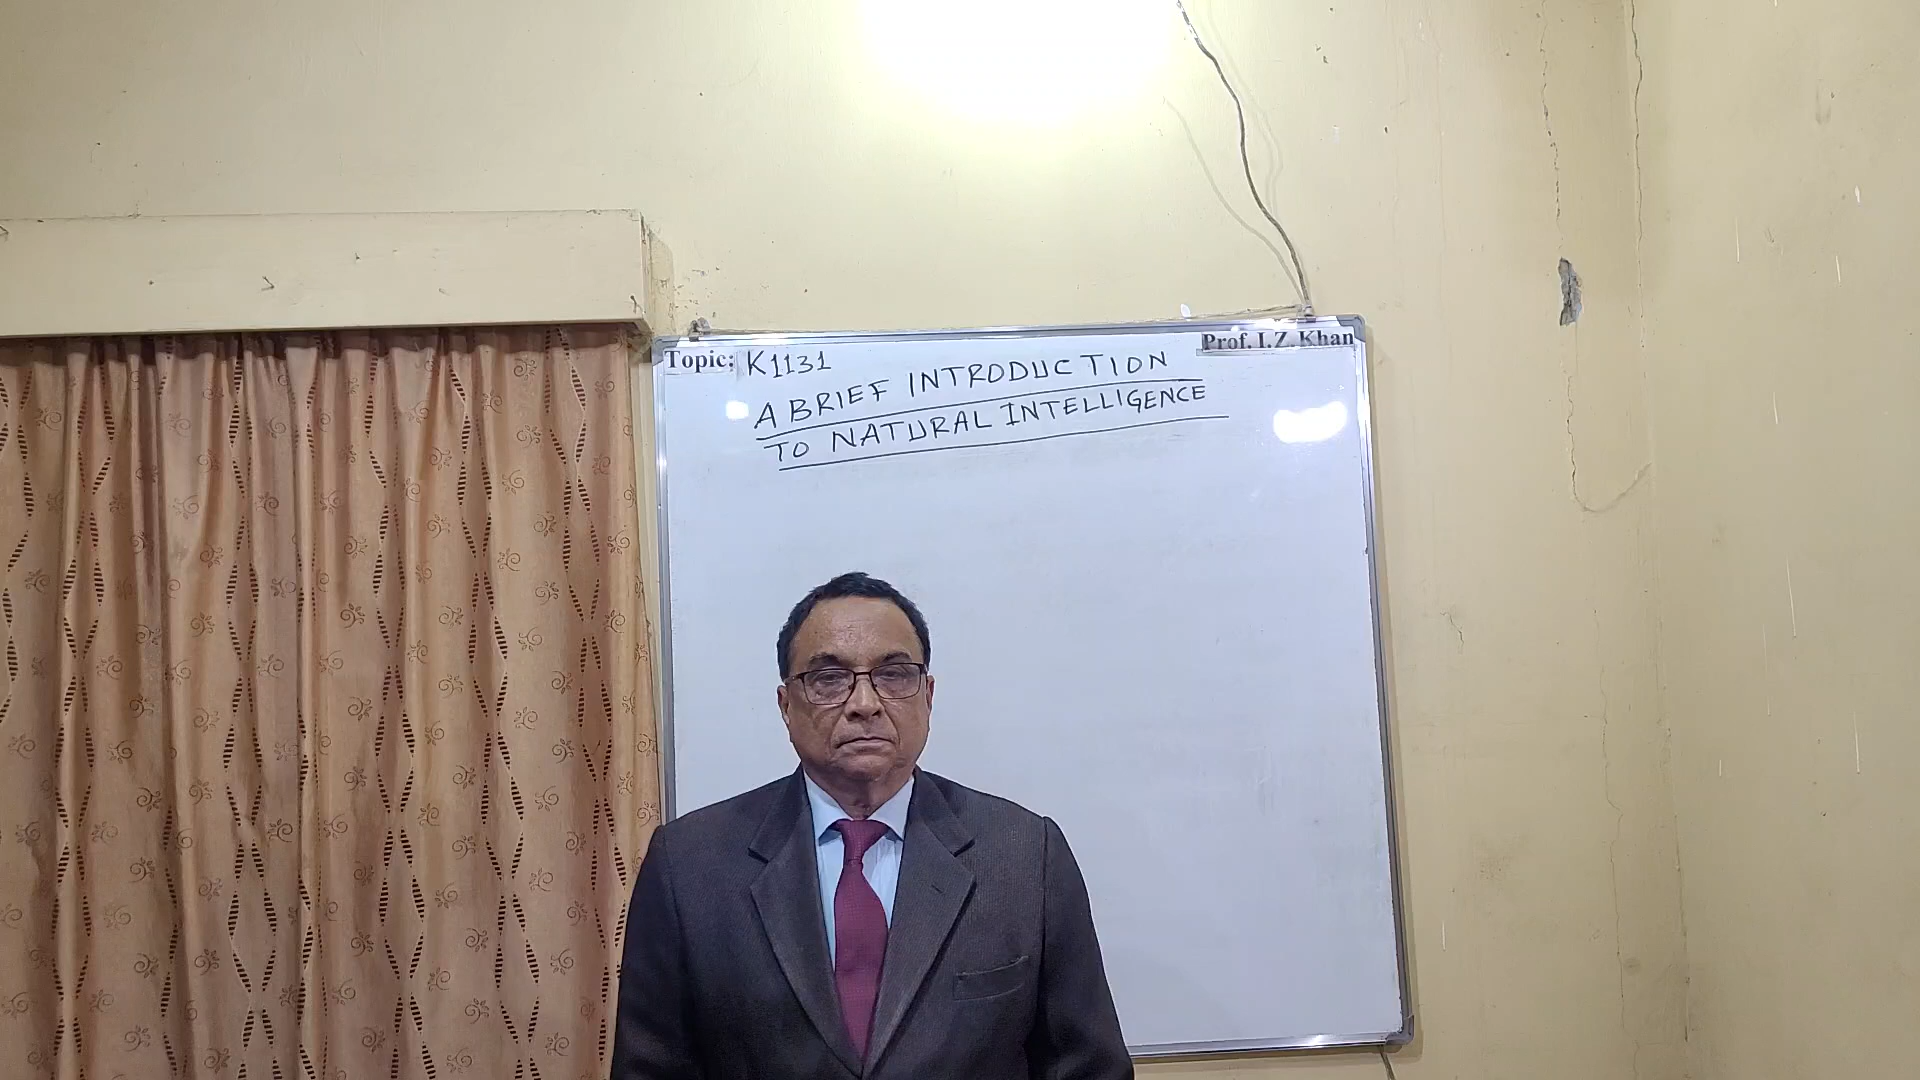 Topic: K1131
Prof. I.Z. Khan
A BRIEF INTRODUCTION
TO NATURAL INTELLIGENCE